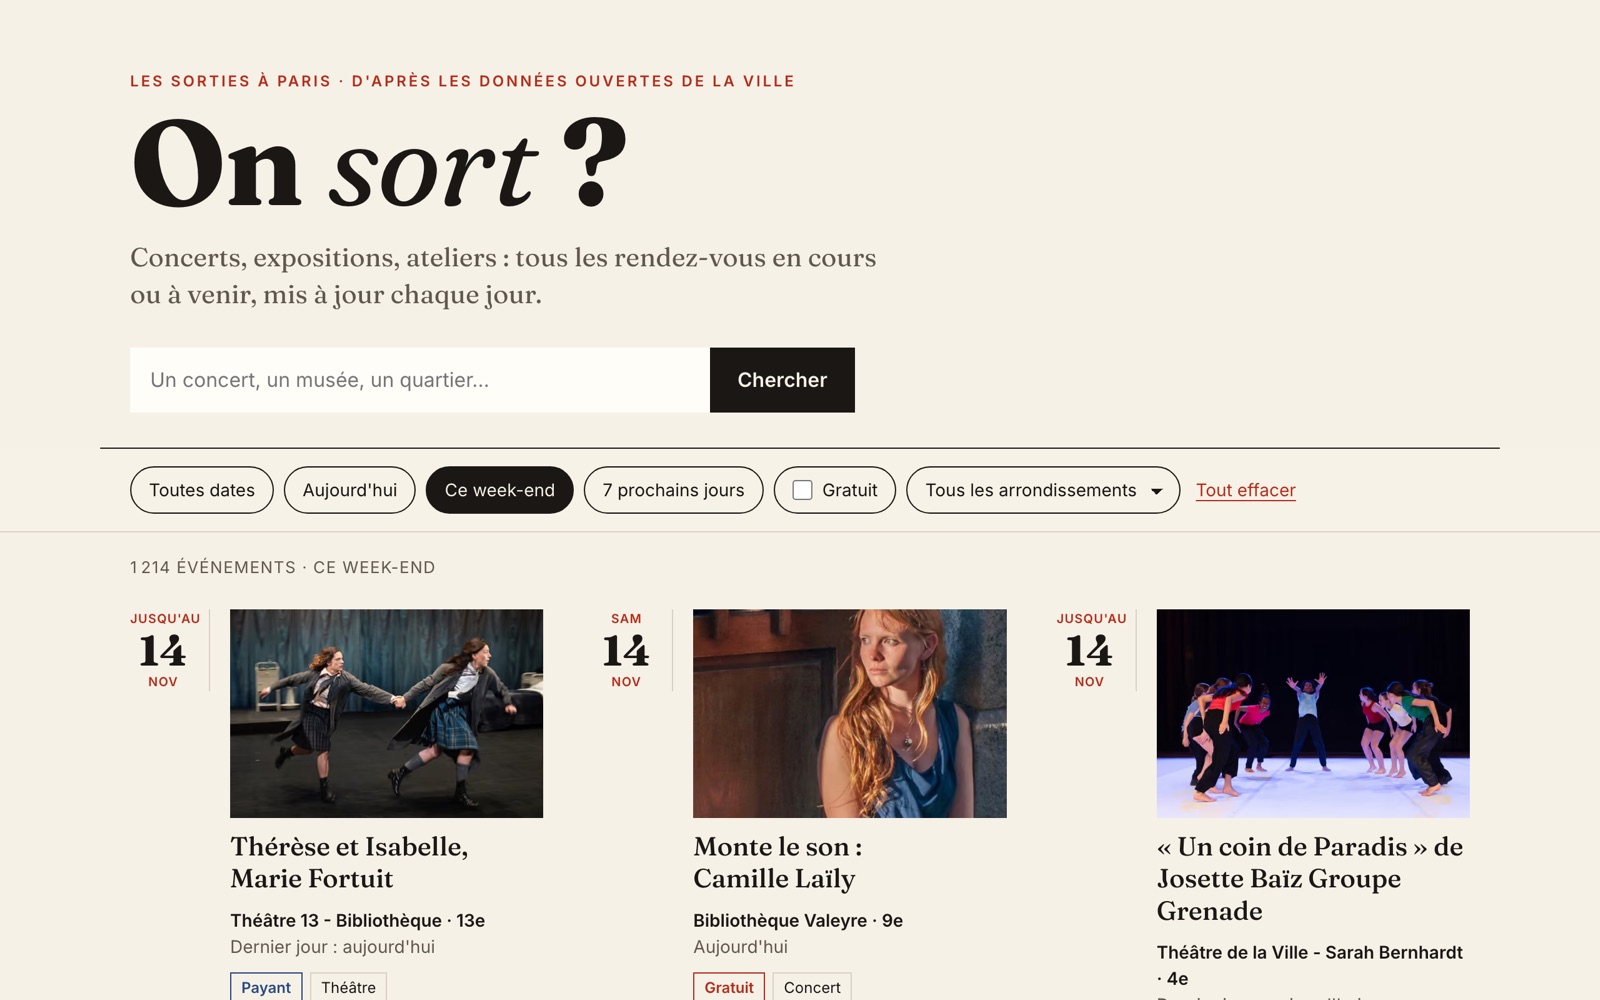 LES SORTIES À PARIS · D'APRÈS LES DONNÉES OUVERTES DE LA VILLE
On sort ?
Concerts, expositions, ateliers : tous les rendez-vous en cours
ou à venir, mis à jour chaque jour.
Un concert, un musée, un quartier...
Chercher
Toutes dates
Aujourd'hui
Ce week-end
7 prochains jours
Gratuit
Tous les arrondissements
Tout effacer
1 214 ÉVÉNEMENTS · CE WEEK-END
JUSQU'AU
14
NOV
Thérèse et Isabelle,
Marie Fortuit
Théâtre 13 - Bibliothèque · 13e
Dernier jour : aujourd'hui
Payant
Théâtre
SAM
14
NOV
Monte le son :
Camille Laïly
Bibliothèque Valeyre · 9e
Aujourd'hui
Gratuit
Concert
JUSQU'AU
14
NOV
« Un coin de Paradis » de
Josette Baïz Groupe
Grenade
Théâtre de la Ville - Sarah Bernhardt
· 4e